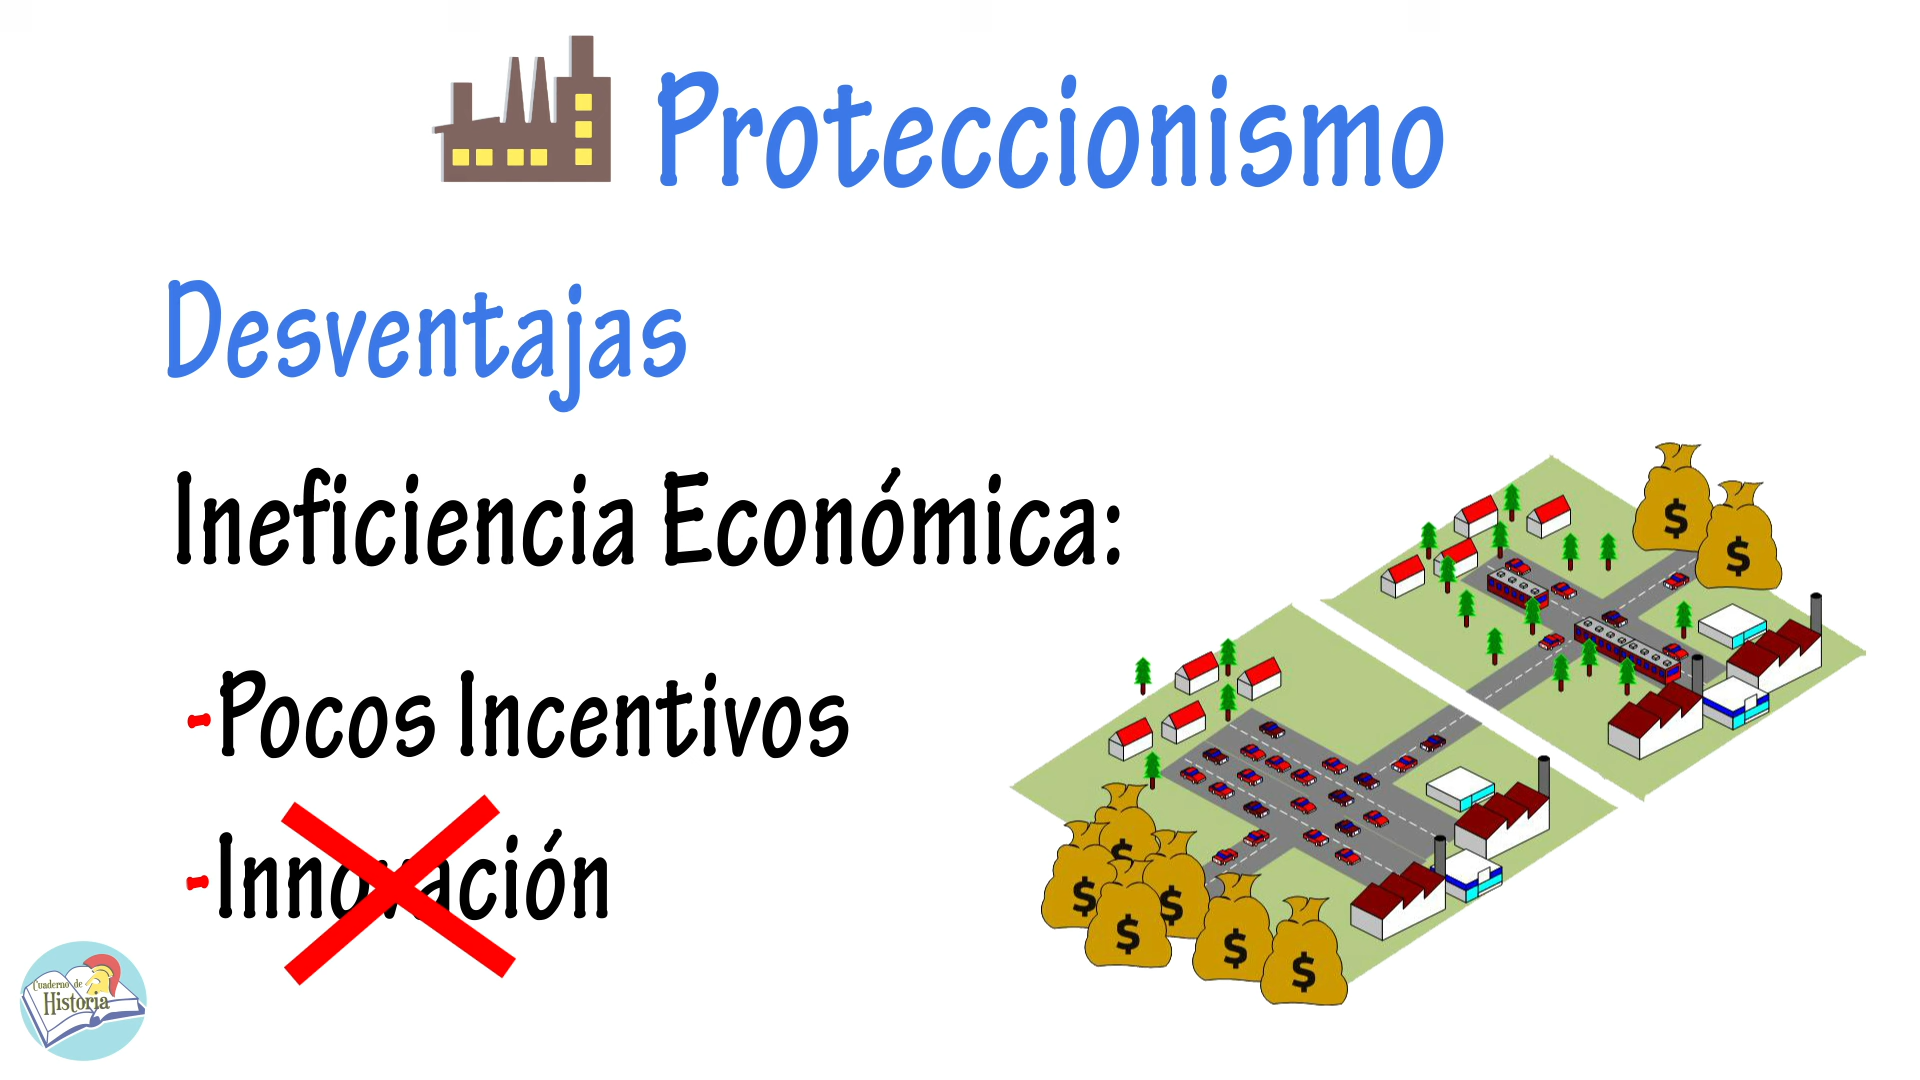 Proteccionismo
Desventajas
Ineficiencia Económica:
-Pocos Incentivos
-Innovación
$
$
$
$
$
$
$
$
Cuaderno de
Historia